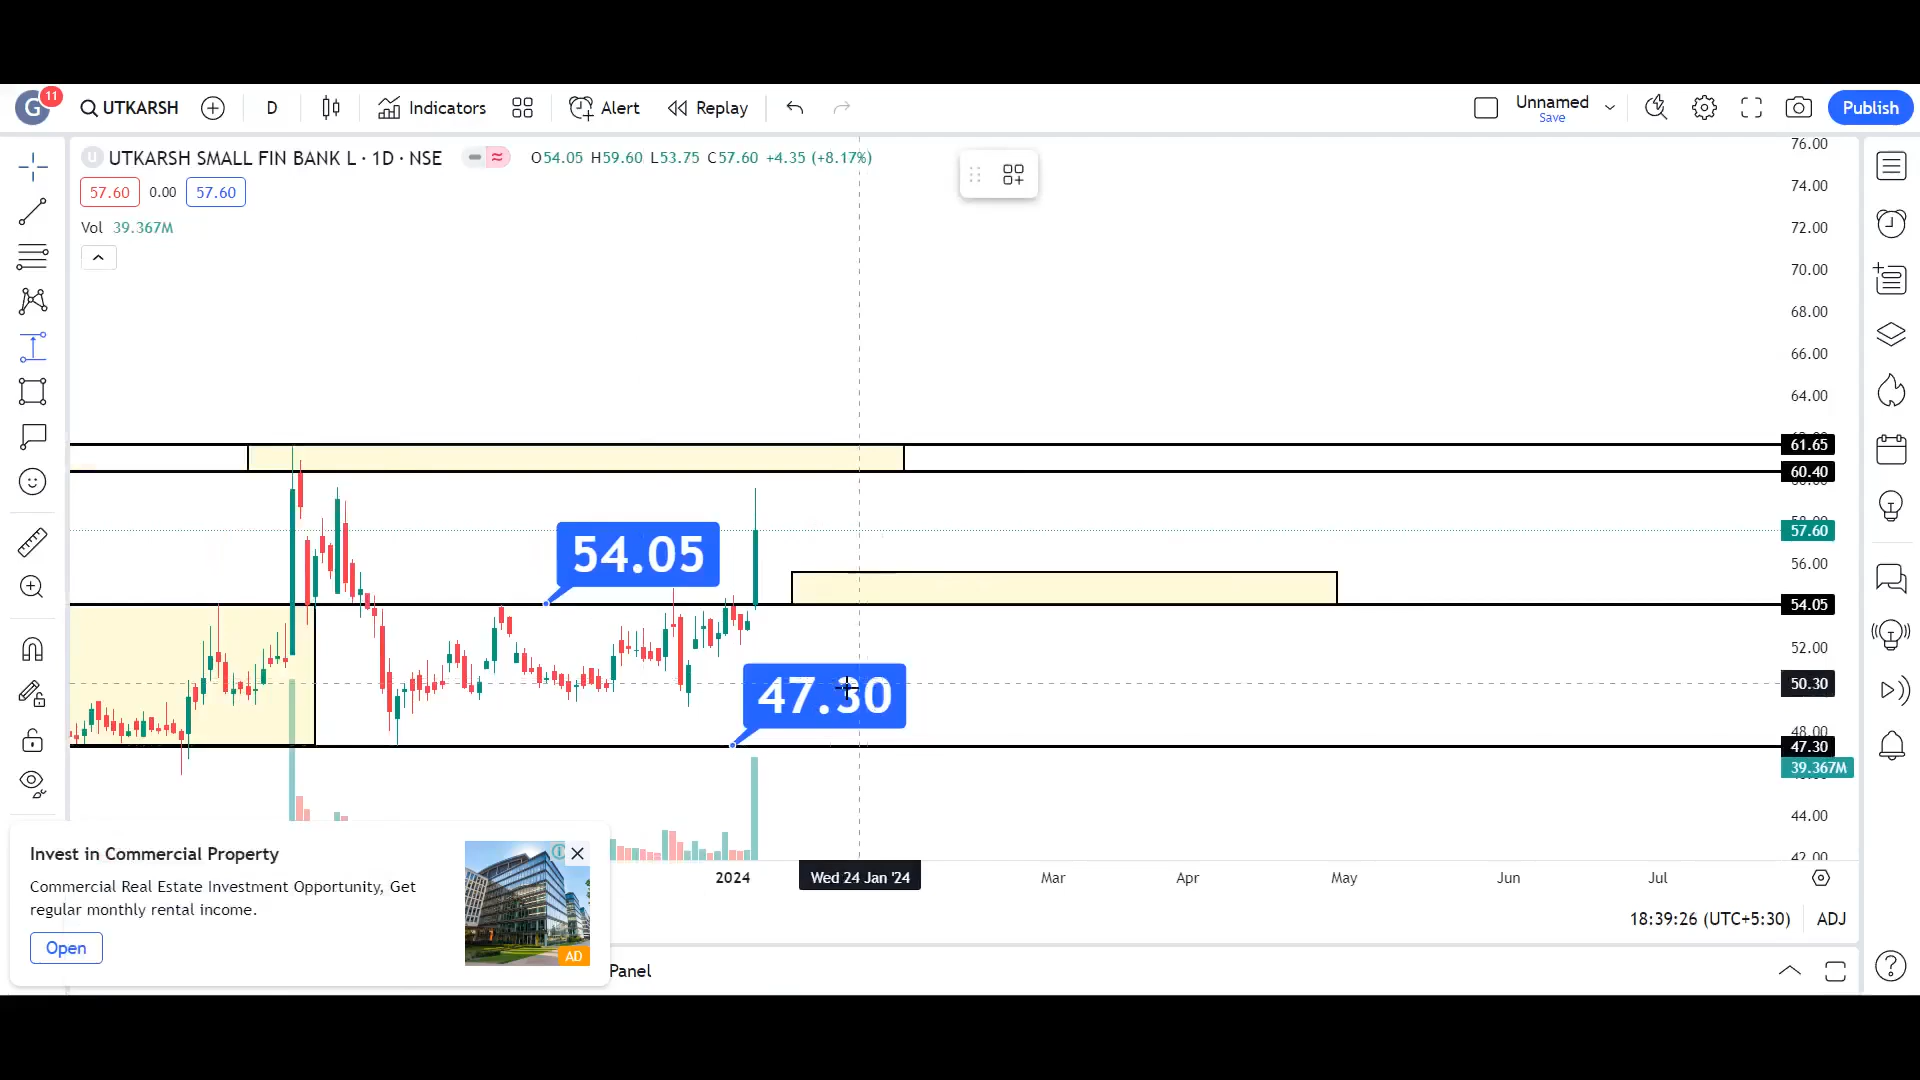 G 11 UTKARSH D Indicators Alert Replay Unnamed Save Publish
U UTKARSH SMALL FIN BANK L · 1D · NSE O54.05 H59.60 L53.75 C57.60 +4.35 (+8.17%)
57.60 0.00 57.60
Vol 39.367M
76.00
74.00
72.00
70.00
68.00
66.00
64.00
61.65
60.40
57.60
56.00
54.05
54.05
52.00
50.30
47.30
48.00
47.30
39.367M
44.00
42.00
2024 Wed 24 Jan '24 Mar Apr May Jun Jul
18:39:26 (UTC+5:30) ADJ
Invest in Commercial Property
Commercial Real Estate Investment Opportunity, Get
regular monthly rental income.
Open
AD
Panel